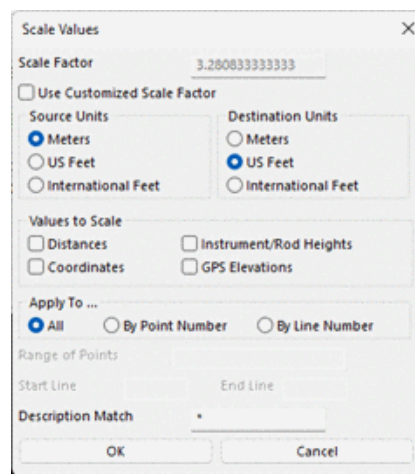 Scale Values
Scale Factor 3.280833333333
Use Customized Scale Factor
Source Units Destination Units
Meters Meters
US Feet US Feet
International Feet International Feet
Values to Scale
Distances Instrument/Rod Heights
Coordinates GPS Elevations
Apply To ...
All By Point Number By Line Number
Range of Points
Start Line End Line
Description Match *
OK Cancel